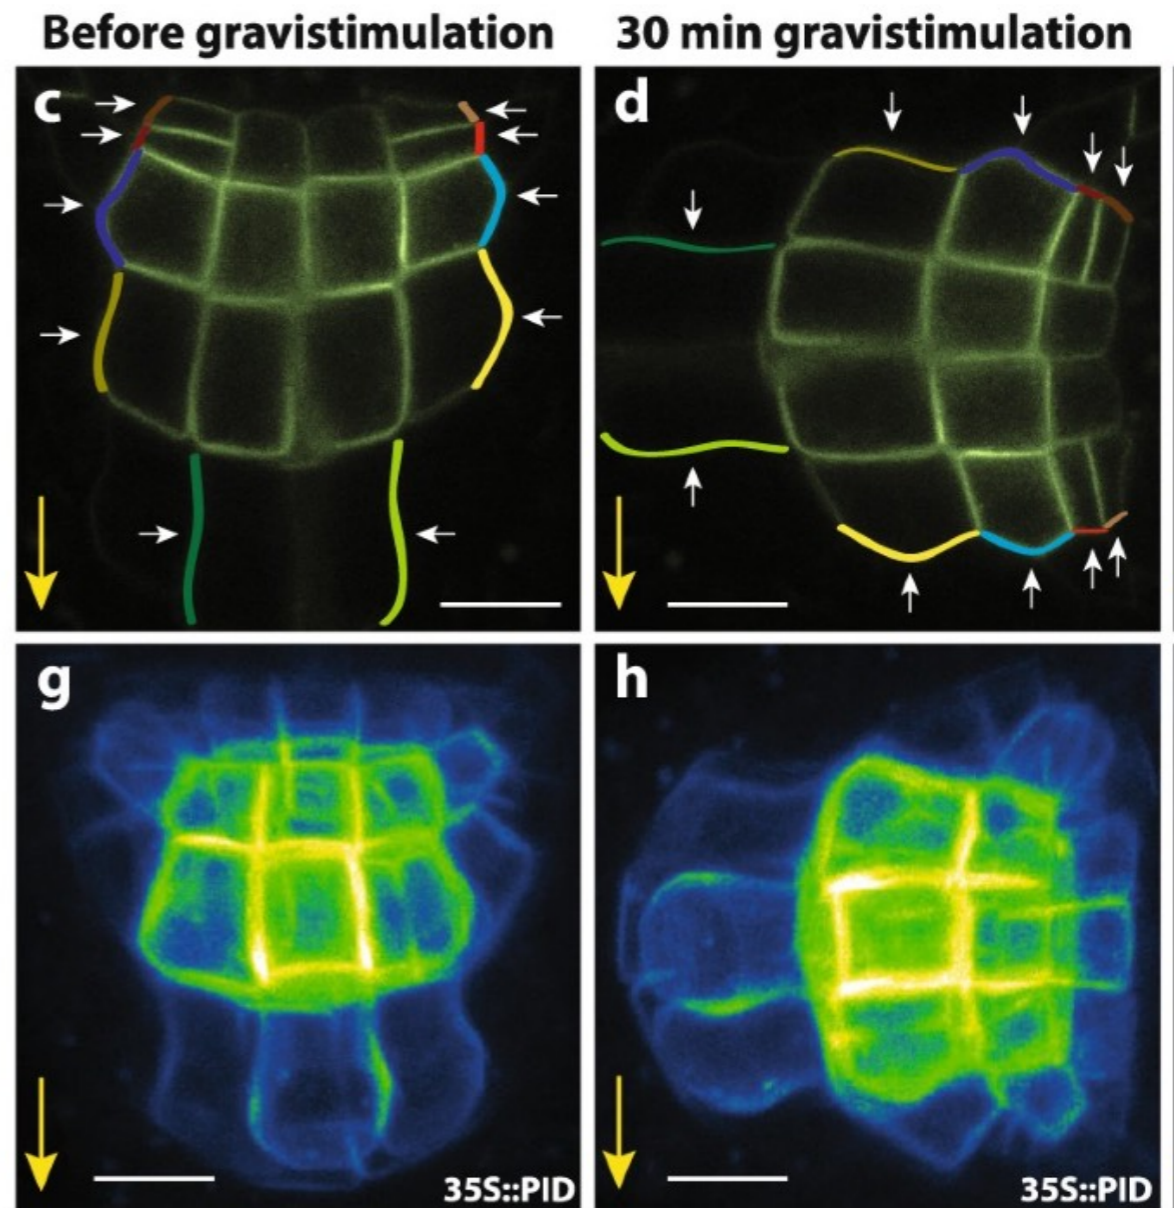 Before gravistimulation
30 min gravistimulation
c
d
g
35S::PID
h
35S::PID